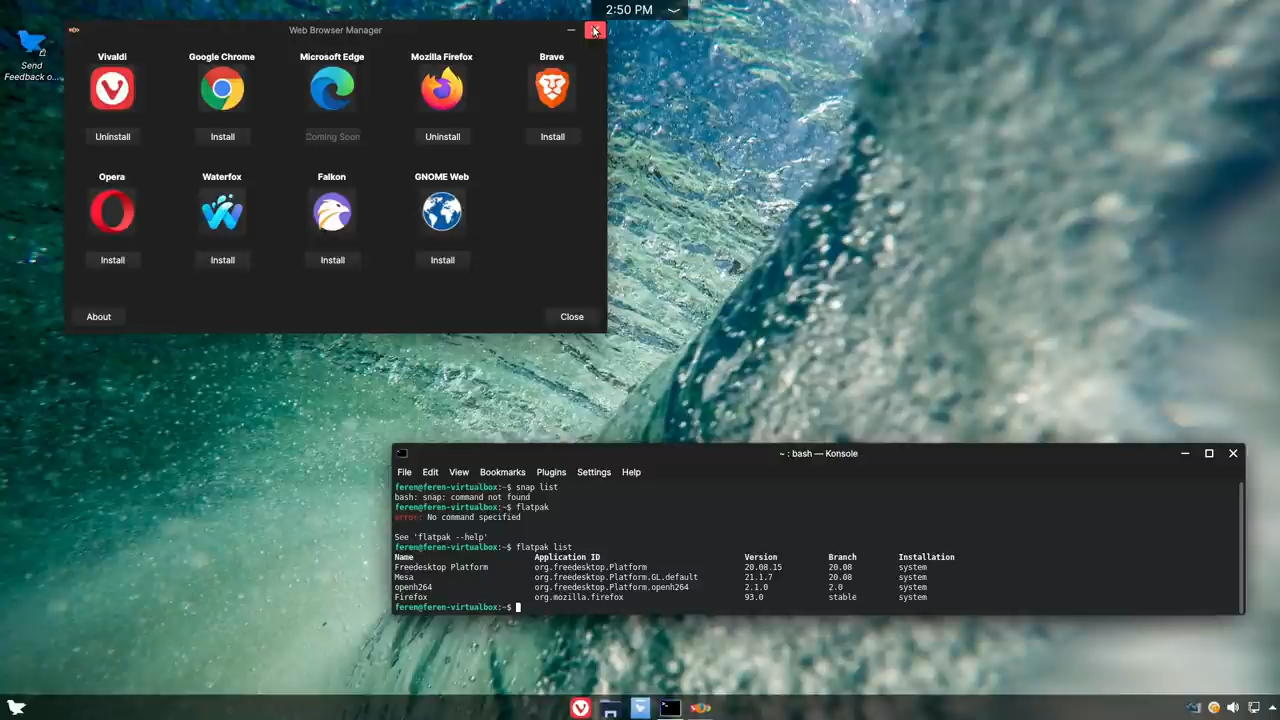 2:50 PM
Send
Feedback o...
Web Browser Manager
Vivaldi Google Chrome Microsoft Edge Mozilla Firefox Brave
Uninstall Install Coming Soon Uninstall Install
Opera Waterfox Falkon GNOME Web
Install Install Install Install
About Close
~ : bash — Konsole
File Edit View Bookmarks Plugins Settings Help
feren@feren-virtualbox:~$ snap list
bash: snap: command not found
feren@feren-virtualbox:~$ flatpak
error: No command specified
See 'flatpak --help'
feren@feren-virtualbox:~$ flatpak list
Name Application ID Version Branch Installation
Freedesktop Platform org.freedesktop.Platform 20.08.15 20.08 system
Mesa org.freedesktop.Platform.GL.default 21.1.7 20.08 system
openh264 org.freedesktop.Platform.openh264 2.1.0 2.0 system
Firefox org.mozilla.firefox 93.0 stable system
feren@feren-virtualbox:~$